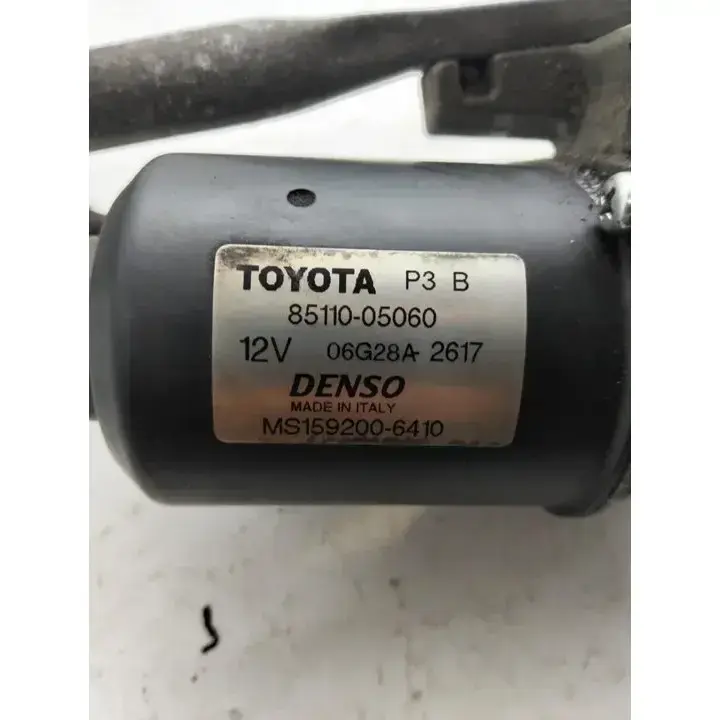 TOYOTA P3 B
85110-05060
12V 06G28A-2617
DENSO
MADE IN ITALY
MS159200-6410